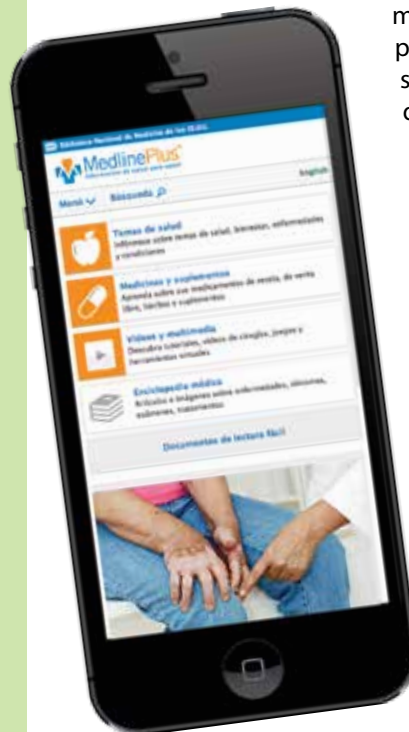 Biblioteca Nacional de Medicina de los EE.UU.
MedlinePlus
Información de salud para usted
Menú
Búsqueda
English
Temas de salud
Infórmese sobre temas de salud, bienestar, enfermedades
y condiciones
Medicinas y suplementos
Aprenda sobre sus medicamentos de receta, de venta
libre, hierbas y suplementos
Videos y multimedia
Descubra tutoriales, videos de cirugías, juegos y
herramientas virtuales
Enciclopedia médica
Artículos e imágenes sobre enfermedades, síntomas,
exámenes, tratamientos
Documentos de lectura fácil